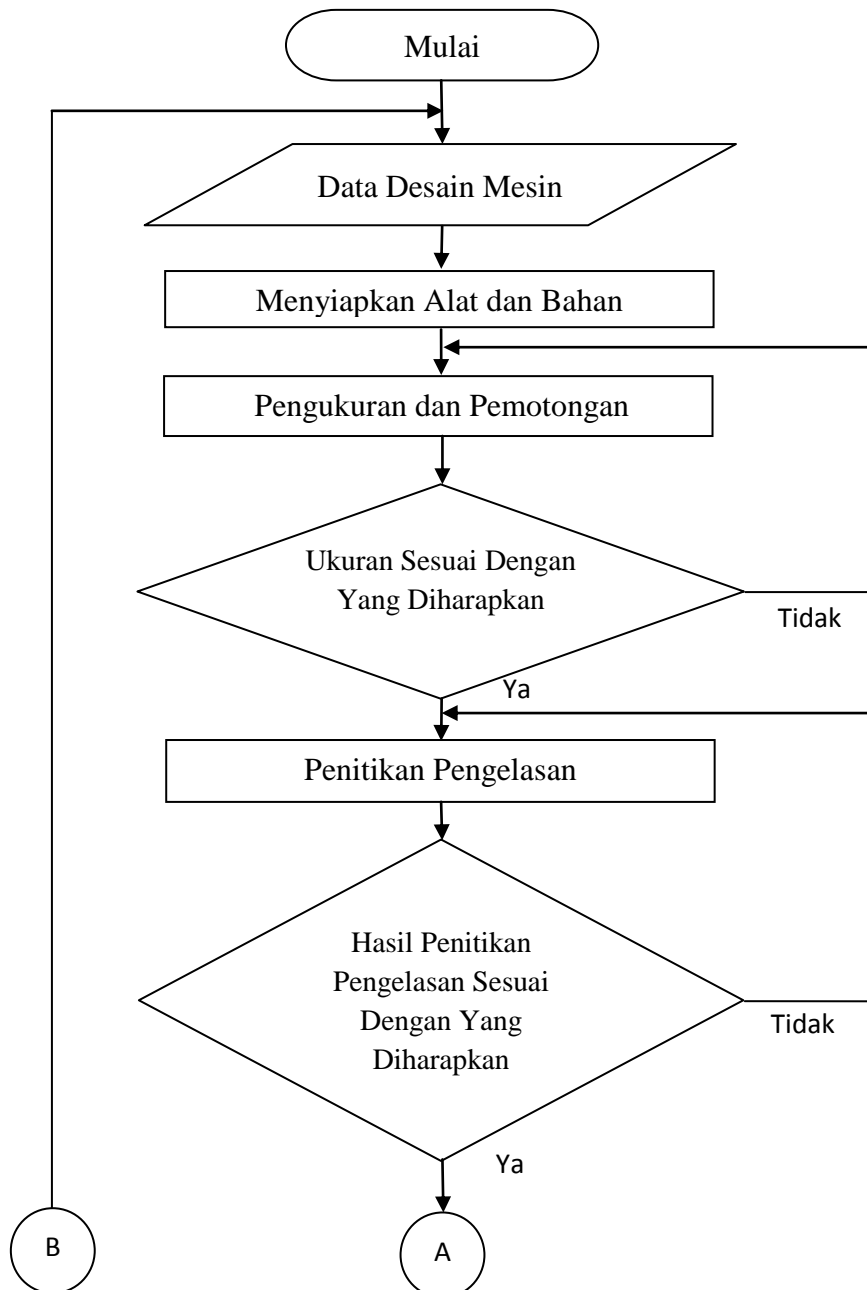 Mulai
Data Desain Mesin
Menyiapkan Alat dan Bahan
Pengukuran dan Pemotongan
Ukuran Sesuai Dengan
Yang Diharapkan
Tidak
Ya
Penitikan Pengelasan
Hasil Penitikan
Pengelasan Sesuai
Dengan Yang
Diharapkan
Tidak
Ya
B
A